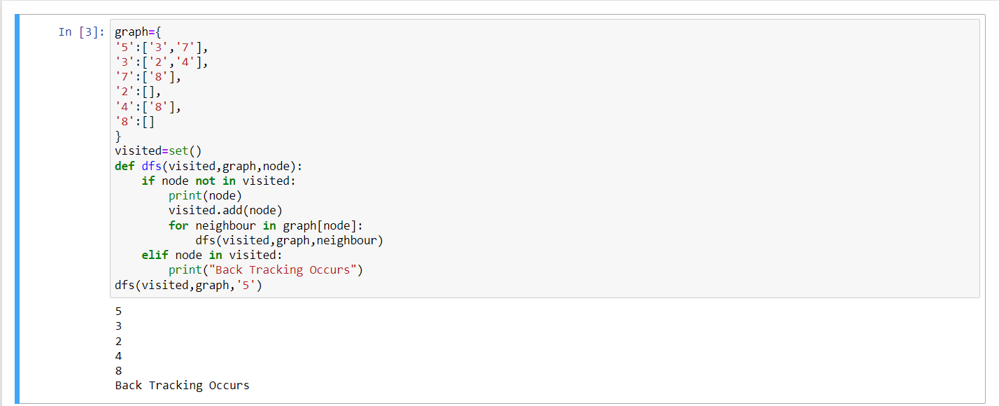 In [3]: graph={
'5':['3','7'],
'3':['2','4'],
'7':['8'],
'2':[],
'4':['8'],
'8':[]
}
visited=set()
def dfs(visited,graph,node):
    if node not in visited:
        print(node)
        visited.add(node)
        for neighbour in graph[node]:
            dfs(visited,graph,neighbour)
    elif node in visited:
        print("Back Tracking Occurs")
dfs(visited,graph,'5')
5
3
2
4
8
Back Tracking Occurs